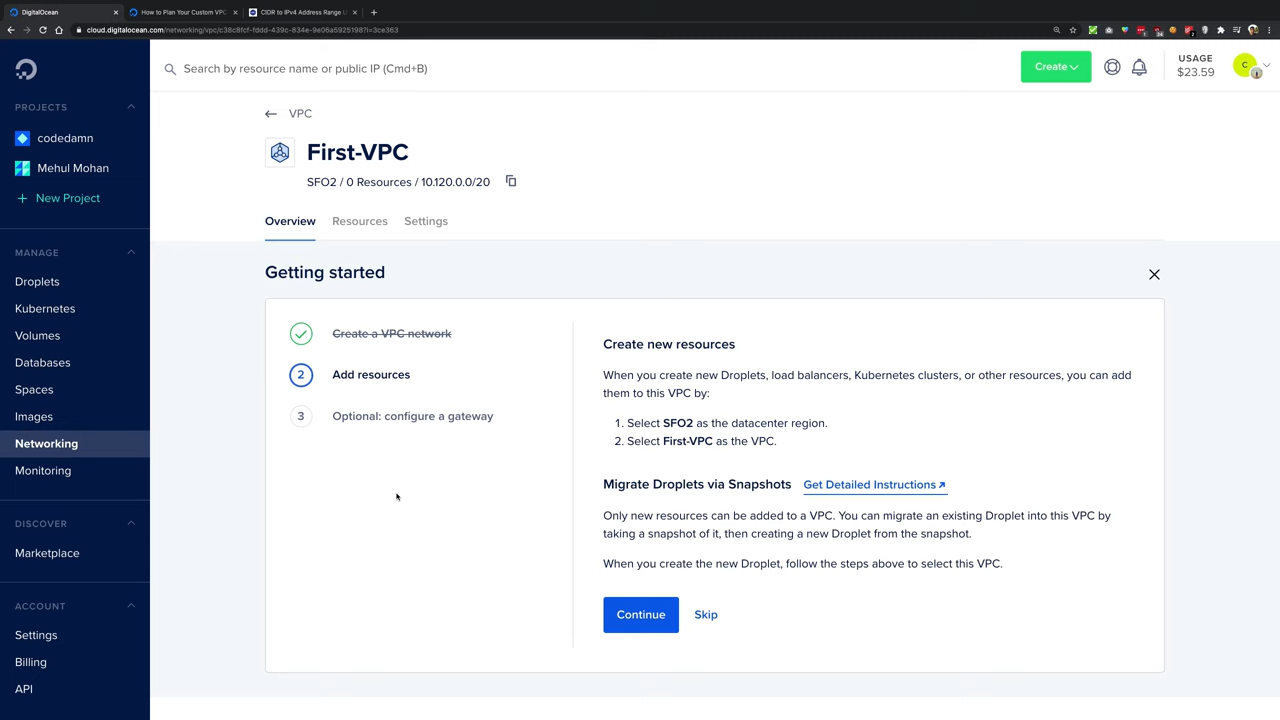 DigitalOcean
How to Plan Your Custom VPC
CIDR to IPv4 Address Range U
cloud.digitalocean.com/networking/vpc/c38c8fcf-fddd-439c-834e-9e06a5925198?i=3ce363
Search by resource name or public IP (Cmd+B)
Create
USAGE
$23.59
C
PROJECTS
codedamn
Mehul Mohan
+ New Project
MANAGE
Droplets
Kubernetes
Volumes
Databases
Spaces
Images
Networking
Monitoring
DISCOVER
Marketplace
ACCOUNT
Settings
Billing
API
← VPC
First-VPC
SFO2 / 0 Resources / 10.120.0.0/20
Overview Resources Settings
Getting started
Create a VPC network
2 Add resources
3 Optional: configure a gateway
Create new resources
When you create new Droplets, load balancers, Kubernetes clusters, or other resources, you can add
them to this VPC by:
1. Select SFO2 as the datacenter region.
2. Select First-VPC as the VPC.
Migrate Droplets via Snapshots Get Detailed Instructions
Only new resources can be added to a VPC. You can migrate an existing Droplet into this VPC by
taking a snapshot of it, then creating a new Droplet from the snapshot.
When you create the new Droplet, follow the steps above to select this VPC.
Continue Skip